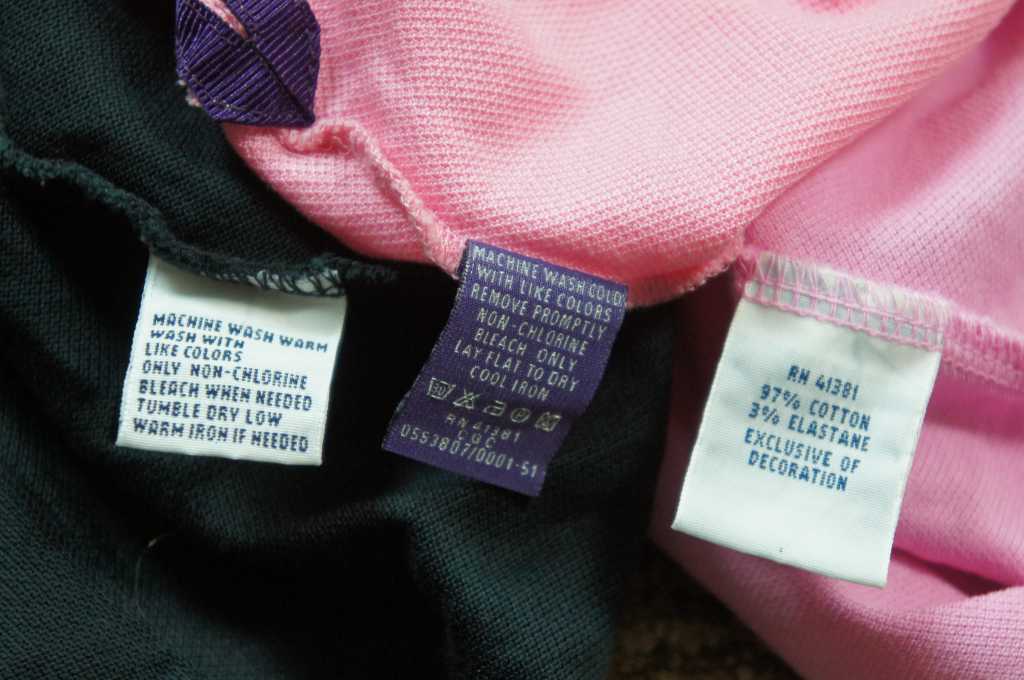 MACHINE WASH WARM
WASH WITH
LIKE COLORS
ONLY NON-CHLORINE
BLEACH WHEN NEEDED
TUMBLE DRY LOW
WARM IRON IF NEEDED
MACHINE WASH COLD
WITH LIKE COLORS
REMOVE PROMPTLY
NON-CHLORINE
BLEACH ONLY
LAY FLAT TO DRY
COOL IRON
RN 41381
0553807/0001-51
RN 41381
97% COTTON
3% ELASTANE
EXCLUSIVE OF
DECORATION